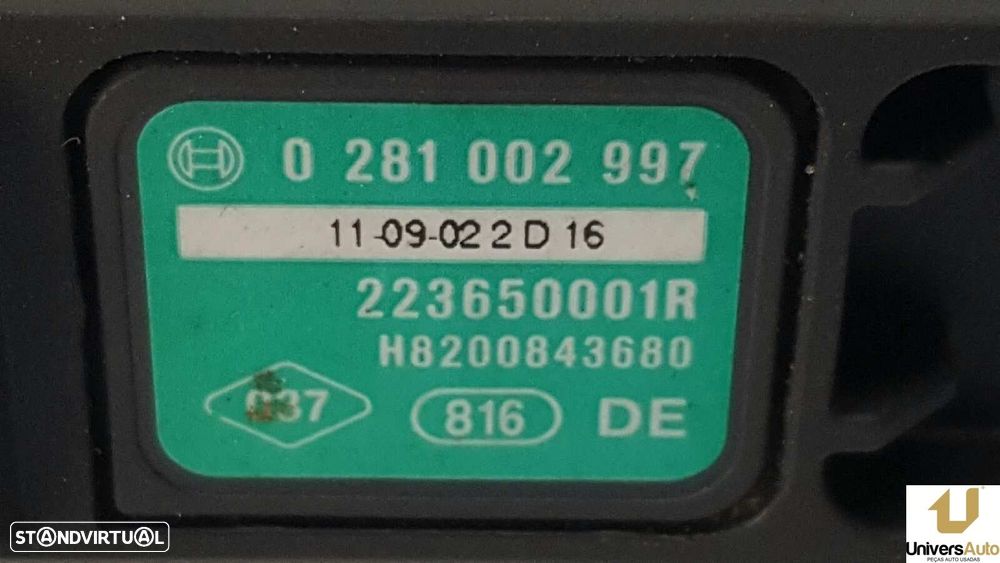 0 281 002 997
11-09-02 2 D 16
223650001R
H8200843680
816 DE
STANDVIRTUAL
UniversAuto
PEÇAS AUTO USADAS